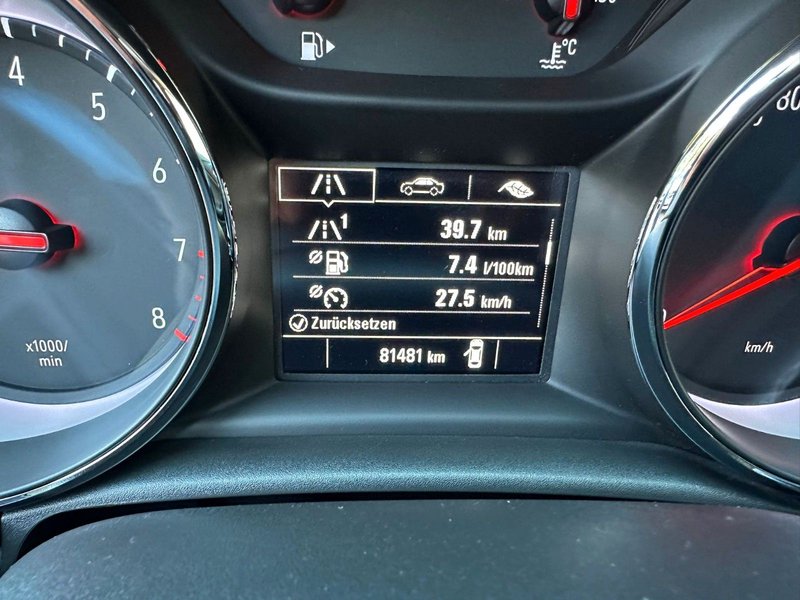 °C
4
5
6
7
8
x1000/
min
1 39.7 km
7.4 l/100km
27.5 km/h
Zurücksetzen
81481 km
80
km/h